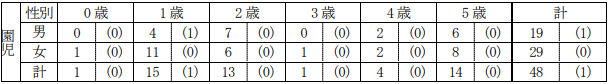 園児 性別 0歳 1歳 2歳 3歳 4歳 5歳 計
男 0 (0) 4 (1) 7 (0) 0 (0) 2 (0) 6 (0) 19 (1)
女 1 (0) 11 (0) 6 (0) 1 (0) 2 (0) 8 (0) 29 (0)
計 1 (0) 15 (1) 13 (0) 1 (0) 4 (0) 14 (0) 48 (1)